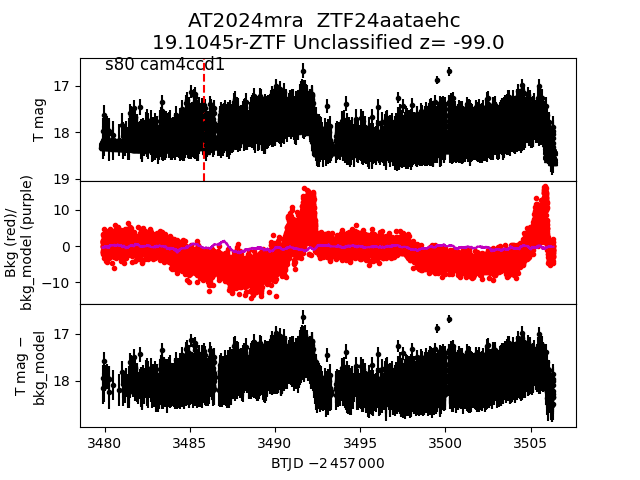 AT2024mra  ZTF24aataehc
19.1045r-ZTF Unclassified z= -99.0
s80 cam4ccd1
17
18
19
T mag
10
0
−10
Bkg (red)/
bkg_model (purple)
17
18
T mag −
bkg_model
3480 3485 3490 3495 3500 3505
BTJD −2 457 000